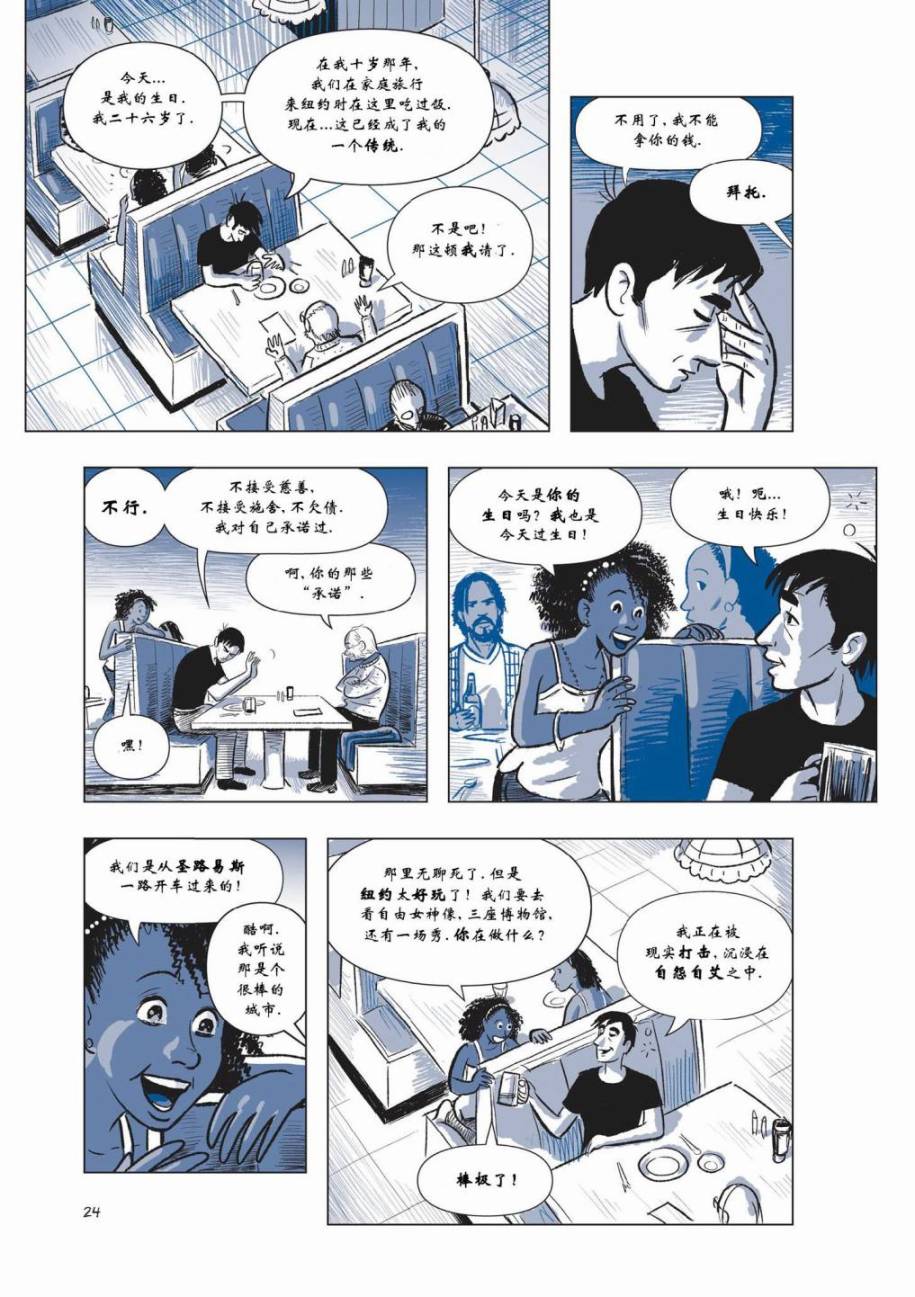 今天…
是我的生日.
我二十六岁了.
在我十岁那年,
我们在家庭旅行
来纽约时在这里吃过饭.
现在…这已经成了我的
一个传统.
不是吧!
那这顿我请了.
不用了,我不能
拿你的钱.
拜托.
不行.
不接受慈善,
不接受施舍,不欠债.
我对自己承诺过.
啊,你的那些
“承诺”.
嘿!
今天是你的
生日吗?我也是
今天过生日!
哦!呃…
生日快乐!
我们是从圣路易斯
一路开车过来的!
酷啊.
我听说
那是个
很棒的
城市.
那里无聊死了.但是
纽约太好玩了!我们要去
看自由女神像,三座博物馆,
还有一场秀.你在做什么?
我正在被
现实打击,沉浸在
自怨自艾之中.
棒极了!
24